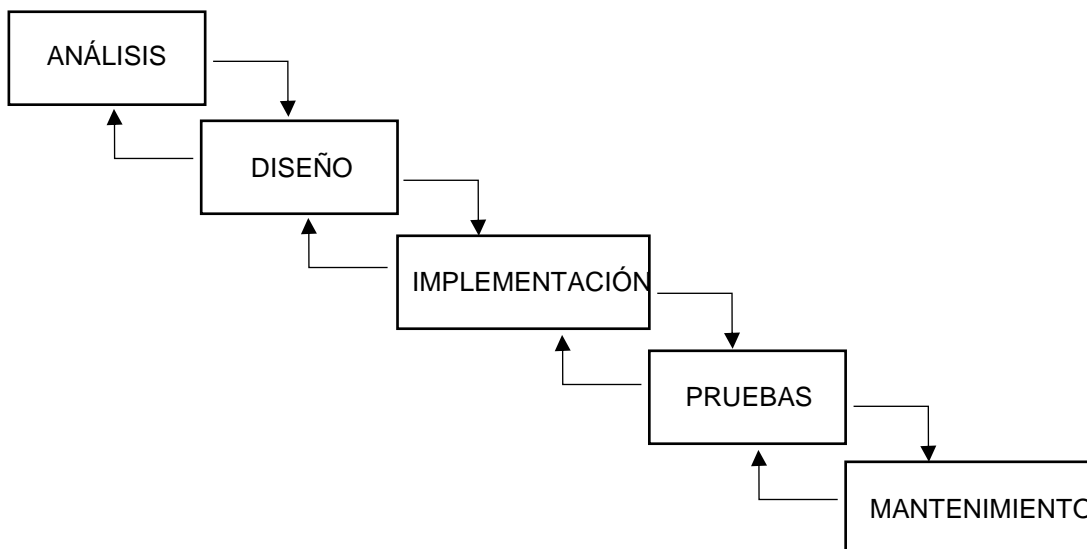 ANÁLISIS
DISEÑO
IMPLEMENTACIÓN
PRUEBAS
MANTENIMIENTO